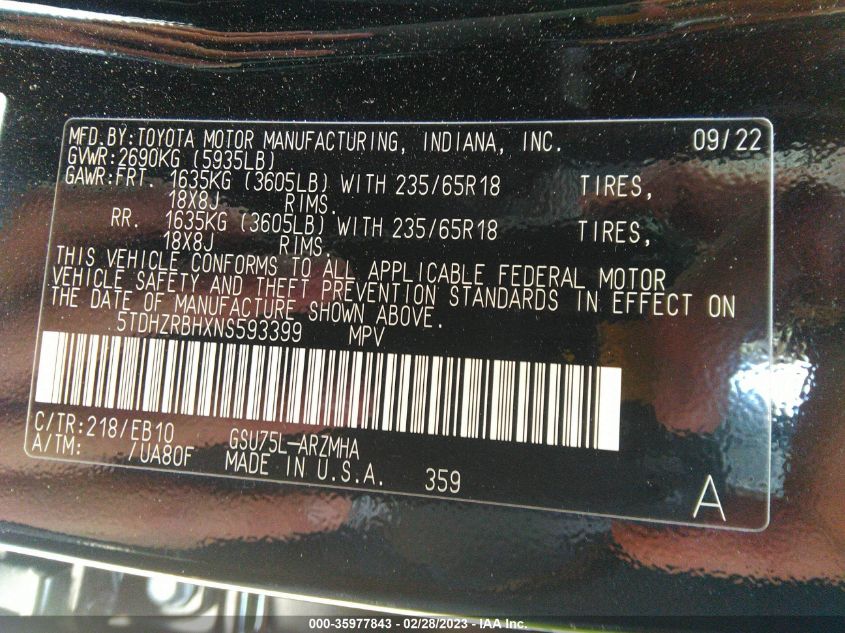 MFD.BY:TOYOTA MOTOR MANUFACTURING, INDIANA, INC. 09/22
GVWR:2690KG (5935LB)
GAWR:FRT. 1635KG (3605LB) WITH 235/65R18 TIRES,
18X8J RIMS.
RR. 1635KG (3605LB) WITH 235/65R18 TIRES,
18X8J RIMS.
THIS VEHICLE CONFORMS TO ALL APPLICABLE FEDERAL MOTOR
VEHICLE SAFETY AND THEFT PREVENTION STANDARDS IN EFFECT ON
THE DATE OF MANUFACTURE SHOWN ABOVE.
5TDHZRBHXNS593399 MPV
C/TR:218/EB10 GSU75L-ARZMHA
A/TM: /UA80F MADE IN U.S.A. 359
A
000-35977843 - 02/28/2023 - IAA Inc.